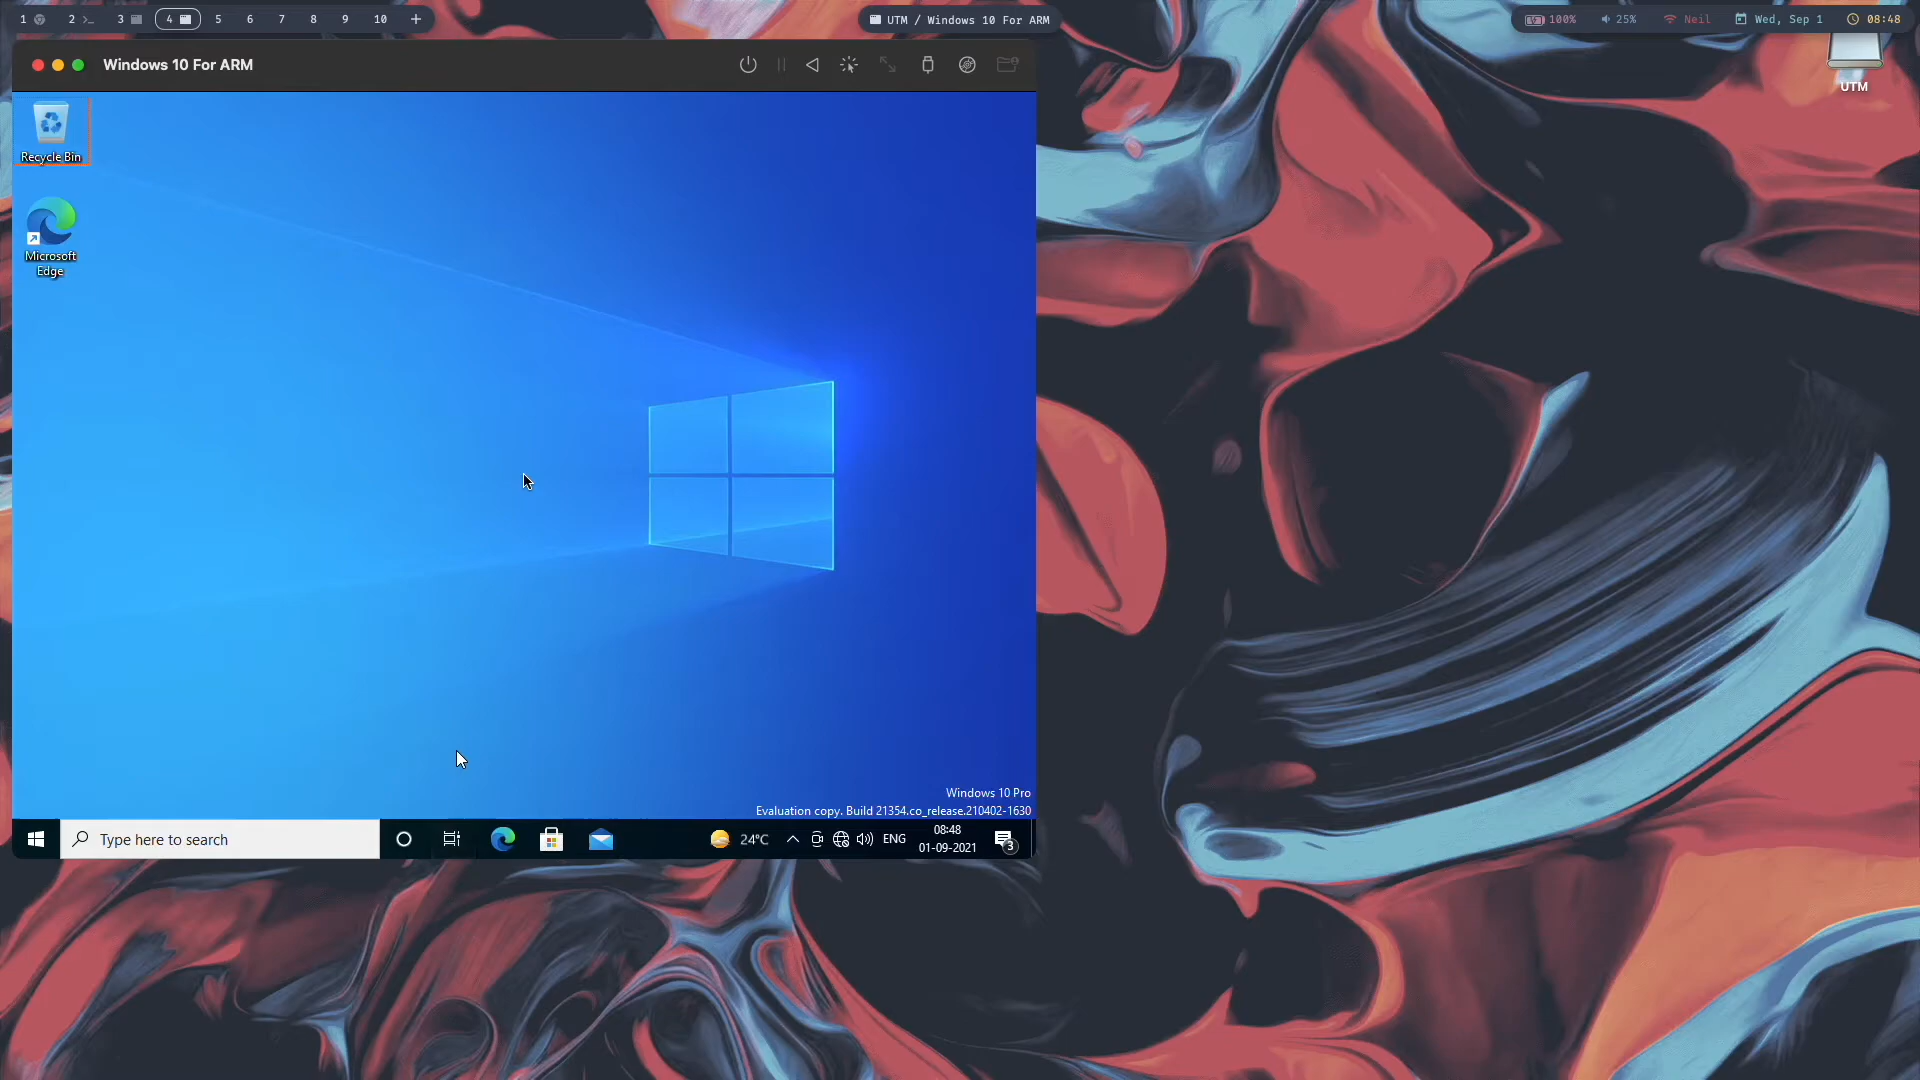 1 2 3 4 5 6 7 8 9 10 +
UTM / Windows 10 For ARM
100% 25% Neil Wed, Sep 1 08:48
Windows 10 For ARM
UTM
Recycle Bin
Microsoft
Edge
Windows 10 Pro
Evaluation copy. Build 21354.co_release.210402-1630
Type here to search
24°C
ENG
08:48
01-09-2021
3